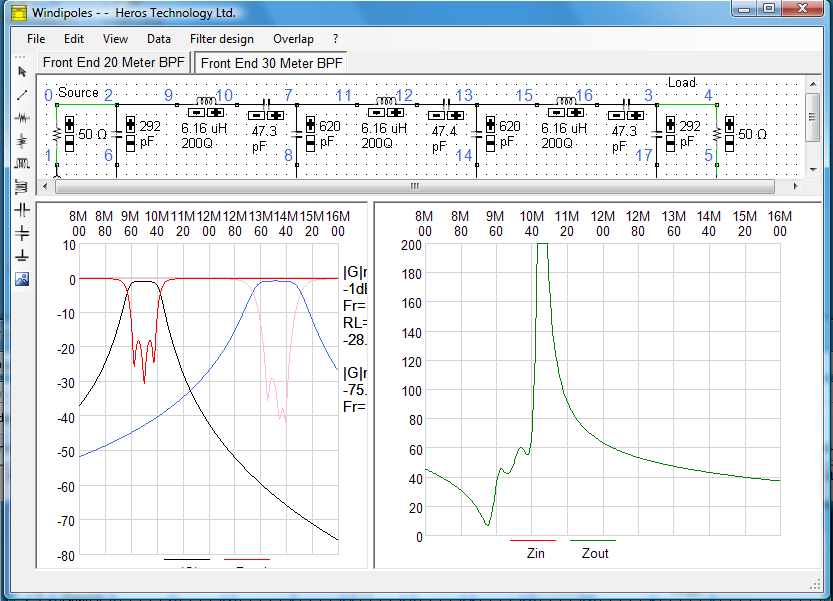 Windipoles - - Heros Technology Ltd.
File Edit View Data Filter design Overlap ?
Front End 20 Meter BPF Front End 30 Meter BPF
Load
0 Source 2 9 10 7 11 12 13 15 16 3 4
50 Ω 292 pF 6.16 uH 200Q 47.3 pF 620 pF 6.16 uH 200Q 47.4 pF 620 pF 6.16 uH 200Q 47.3 pF 292 pF 50 Ω
1 6 8 14 17 5
8M 8M 9M 10M 11M 12M 12M 13M 14M 15M 16M
00 80 60 40 20 00 80 60 40 20 00
10
0
-10
-20
-30
-40
-50
-60
-70
-80
|G|r
-1dB
Fr=
RL=
-28.
|G|r
-75.
Fr=
8M 8M 9M 10M 11M 12M 12M 13M 14M 15M 16M
00 80 60 40 20 00 80 60 40 20 00
200
180
160
140
120
100
80
60
40
20
0
Zin Zout